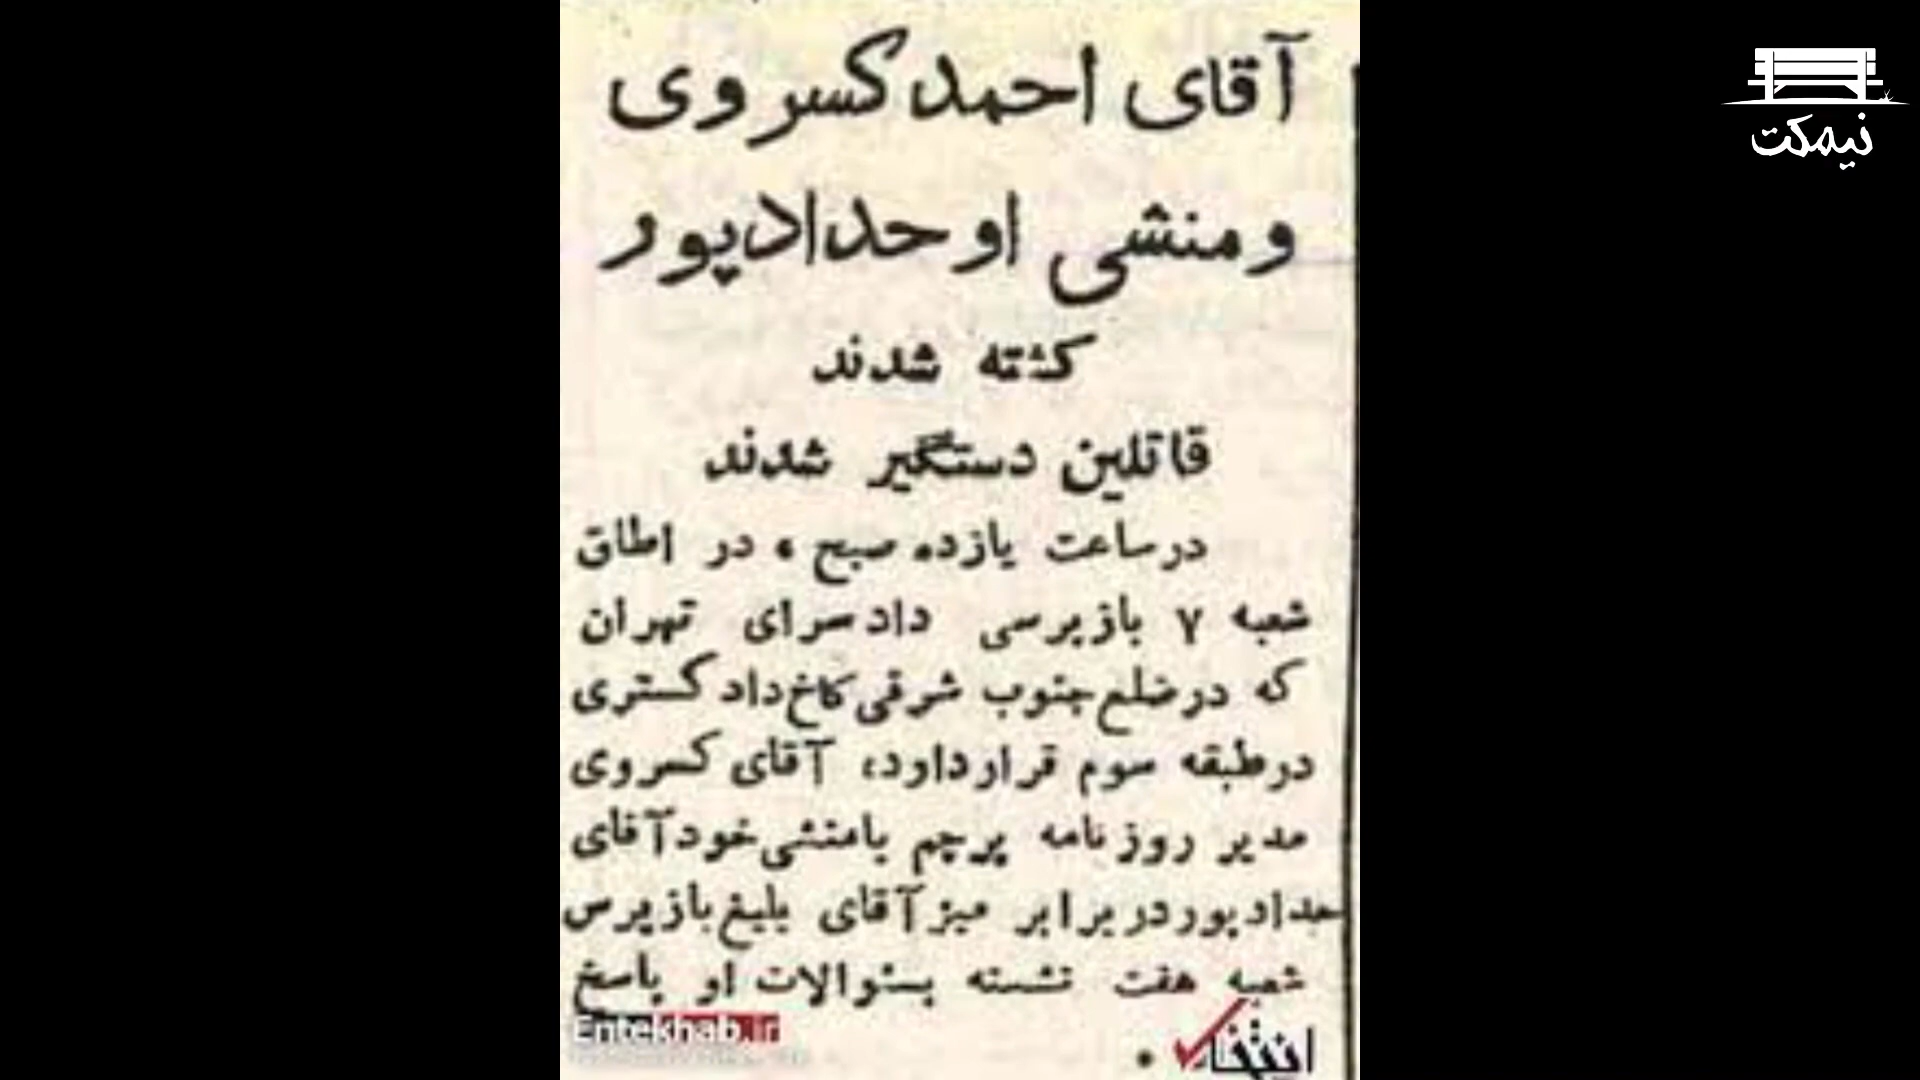 آقای احمد کسروی
و منشی او حدادپور
کشته شدند
قاتلین دستگیر شدند
در ساعت یازده صبح، در اطاق
شعبه ۷ بازپرسی دادسرای تهران
که در ضلع جنوب شرقی کاخ دادگستری
در طبقه سوم قرار دارد، آقای کسروی
مدیر روزنامه پرچم با منشی خود آقای
حدادپور در برابر میز آقای بلیغ بازپرس
شعبه هفت نشسته بسئوالات او پاسخ
Entekhab.ir
انتخاب
نیمکت